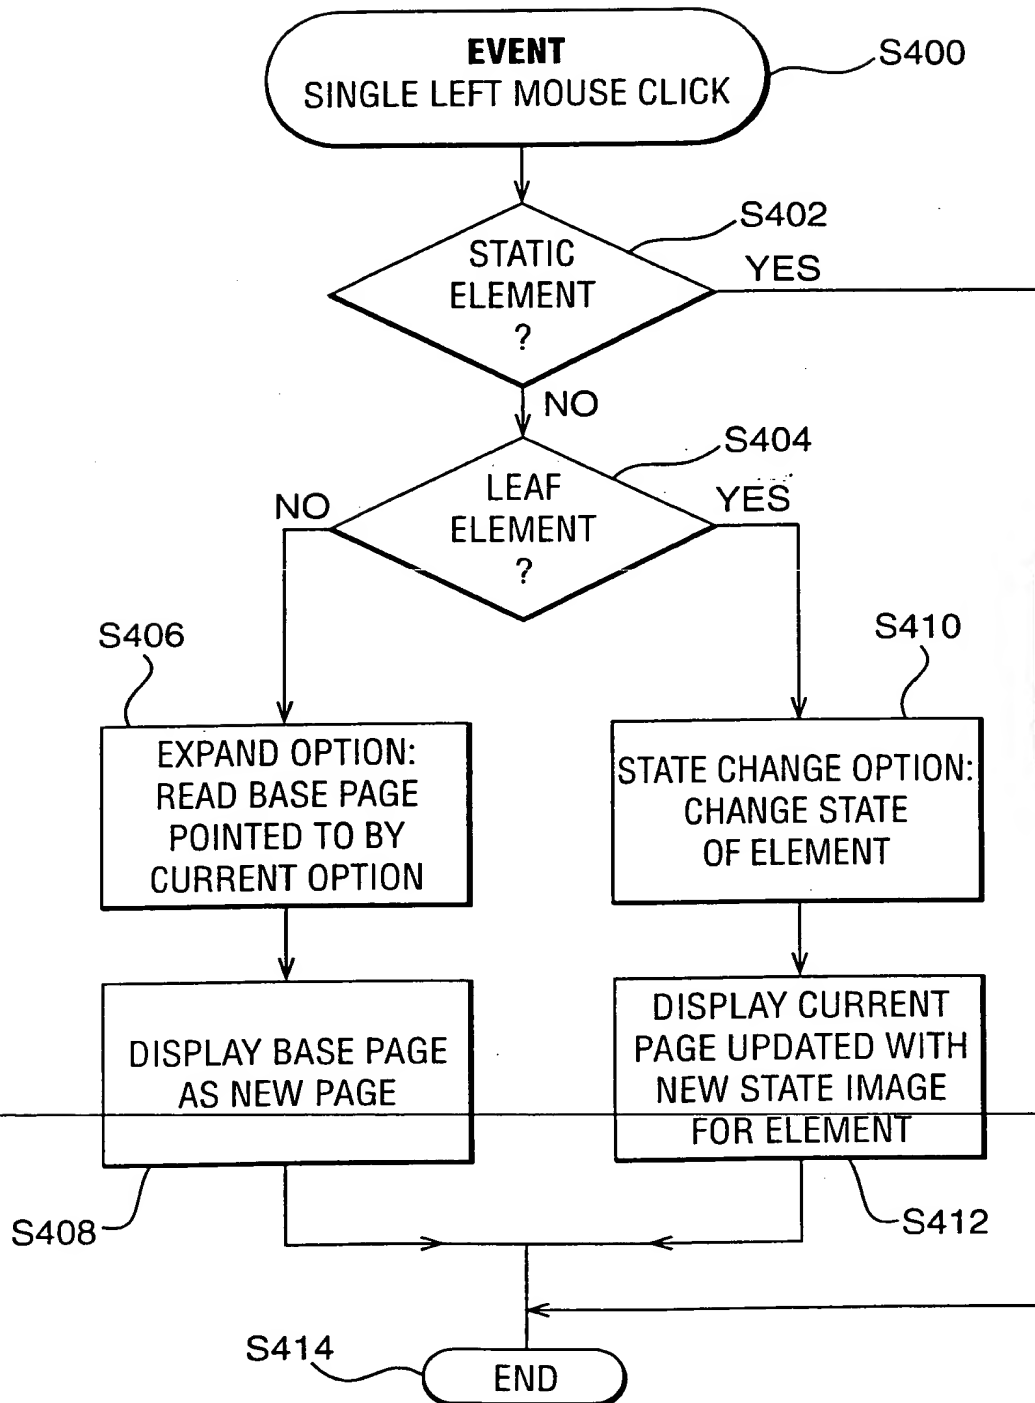 EVENT
SINGLE LEFT MOUSE CLICK
S400
S402
STATIC
ELEMENT
?
YES
NO
S404
LEAF
ELEMENT
?
NO
YES
S406
S410
EXPAND OPTION:
READ BASE PAGE
POINTED TO BY
CURRENT OPTION
STATE CHANGE OPTION:
CHANGE STATE
OF ELEMENT
DISPLAY BASE PAGE
AS NEW PAGE
DISPLAY CURRENT
PAGE UPDATED WITH
NEW STATE IMAGE
FOR ELEMENT
S408
S412
S414
END